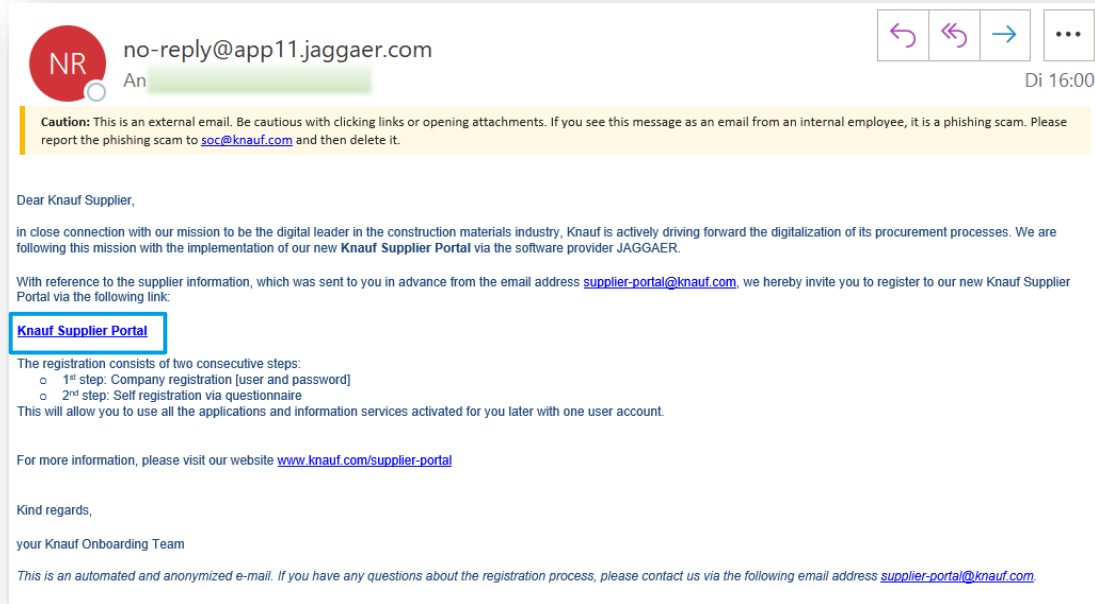 NR
no-reply@app11.jaggaer.com
An
Di 16:00
Caution: This is an external email. Be cautious with clicking links or opening attachments. If you see this message as an email from an internal employee, it is a phishing scam. Please
report the phishing scam to soc@knauf.com and then delete it.
Dear Knauf Supplier,
in close connection with our mission to be the digital leader in the construction materials industry, Knauf is actively driving forward the digitalization of its procurement processes. We are
following this mission with the implementation of our new Knauf Supplier Portal via the software provider JAGGAER.
With reference to the supplier information, which was sent to you in advance from the email address supplier-portal@knauf.com, we hereby invite you to register to our new Knauf Supplier
Portal via the following link:
Knauf Supplier Portal
The registration consists of two consecutive steps:
o 1st step: Company registration [user and password]
o 2nd step: Self registration via questionnaire
This will allow you to use all the applications and information services activated for you later with one user account.
For more information, please visit our website www.knauf.com/supplier-portal
Kind regards,
your Knauf Onboarding Team
This is an automated and anonymized e-mail. If you have any questions about the registration process, please contact us via the following email address supplier-portal@knauf.com.